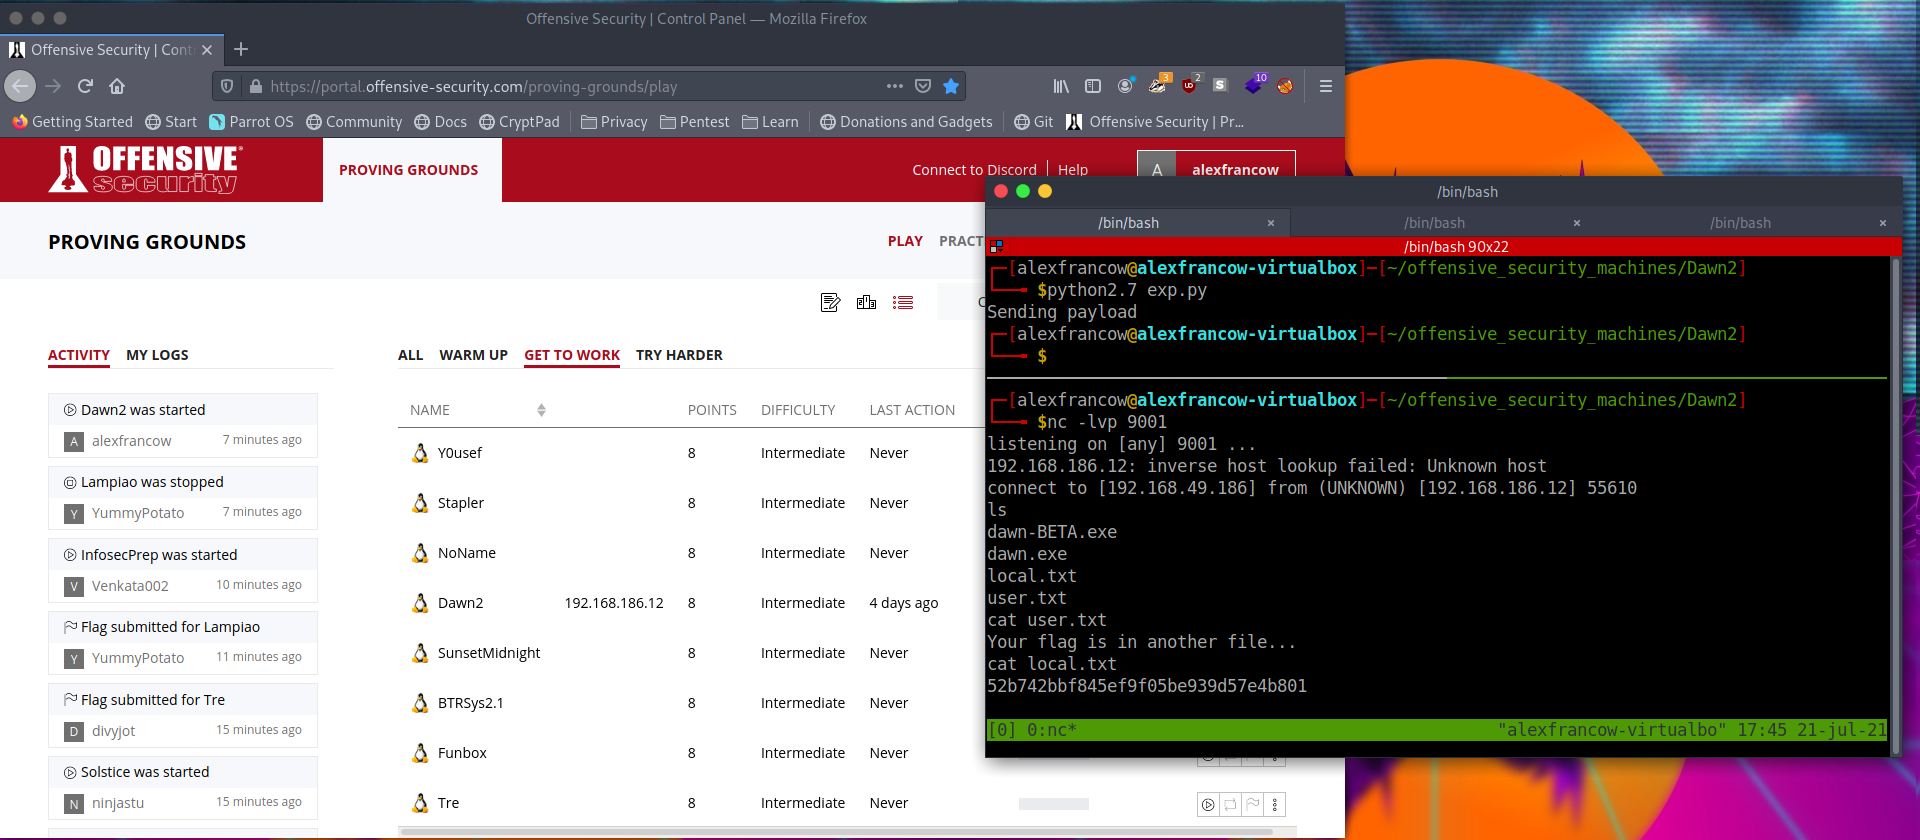 Offensive Security | Control Panel — Mozilla Firefox
Offensive Security | Cont
https://portal.offensive-security.com/proving-grounds/play
3
2
10
Getting Started Start Parrot OS Community Docs CryptPad Privacy Pentest Learn Donations and Gadgets Git Offensive Security | Pr...
OFFENSIVE
security
PROVING GROUNDS
Connect to Discord Help
A alexfrancow
PROVING GROUNDS
PLAY PRACT
ACTIVITY MY LOGS
Dawn2 was started
A alexfrancow 7 minutes ago
Lampiao was stopped
Y YummyPotato 7 minutes ago
InfosecPrep was started
V Venkata002 10 minutes ago
Flag submitted for Lampiao
Y YummyPotato 11 minutes ago
Flag submitted for Tre
D divyjot 15 minutes ago
Solstice was started
N ninjastu 15 minutes ago
ALL WARM UP GET TO WORK TRY HARDER
NAME POINTS DIFFICULTY LAST ACTION
Y0usef 8 Intermediate Never
Stapler 8 Intermediate Never
NoName 8 Intermediate Never
Dawn2 192.168.186.12 8 Intermediate 4 days ago
SunsetMidnight 8 Intermediate Never
BTRSys2.1 8 Intermediate Never
Funbox 8 Intermediate Never
Tre 8 Intermediate Never
/bin/bash
/bin/bash /bin/bash /bin/bash
/bin/bash 90x22
[alexfrancow@alexfrancow-virtualbox]-[~/offensive_security_machines/Dawn2]
$python2.7 exp.py
Sending payload
[alexfrancow@alexfrancow-virtualbox]-[~/offensive_security_machines/Dawn2]
$
[alexfrancow@alexfrancow-virtualbox]-[~/offensive_security_machines/Dawn2]
$nc -lvp 9001
listening on [any] 9001 ...
192.168.186.12: inverse host lookup failed: Unknown host
connect to [192.168.49.186] from (UNKNOWN) [192.168.186.12] 55610
ls
dawn-BETA.exe
dawn.exe
local.txt
user.txt
cat user.txt
Your flag is in another file...
cat local.txt
52b742bbf845ef9f05be939d57e4b801
[0] 0:nc* "alexfrancow-virtualbo" 17:45 21-jul-21